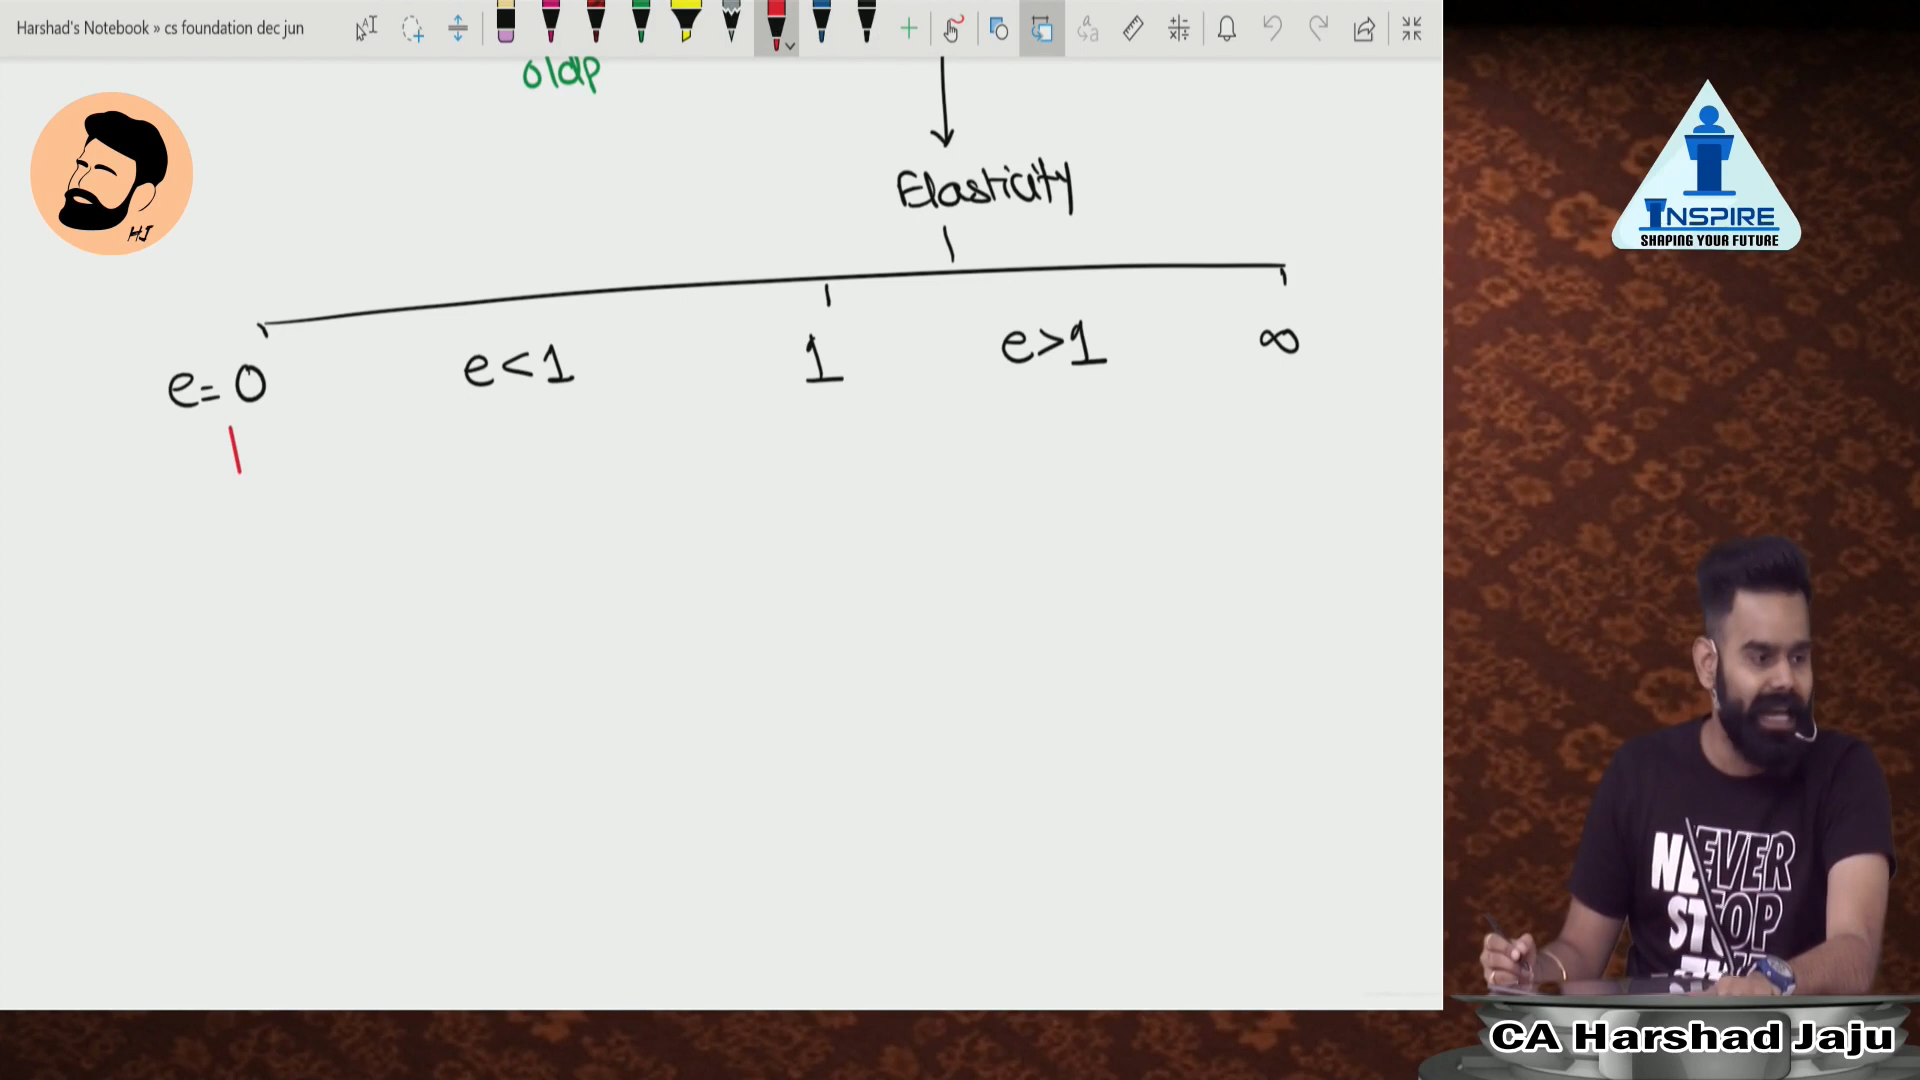 Harshad's Notebook » cs foundation dec jun
oldp
Elasticity
e = 0
e < 1
1
e > 1
∞
HJ
INSPIRE
SHAPING YOUR FUTURE
NEVER
STOP
CA Harshad Jaju